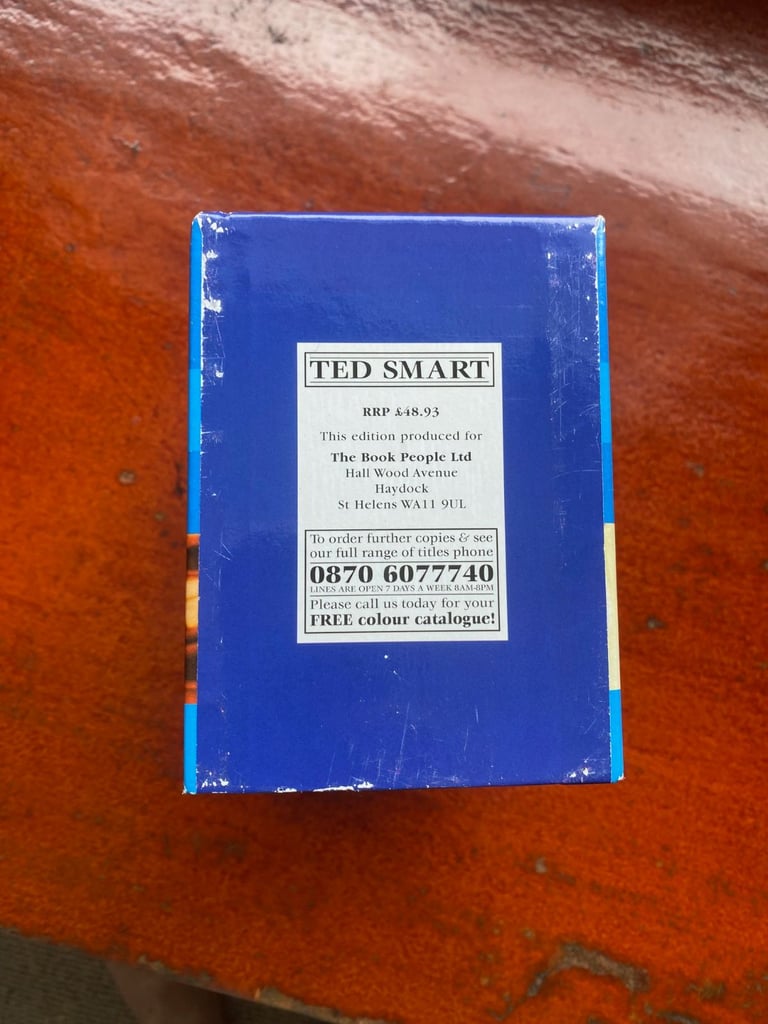 TED SMART
RRP £48.93
This edition produced for
The Book People Ltd
Hall Wood Avenue
Haydock
St Helens WA11 9UL
To order further copies & see
our full range of titles phone
0870 6077740
LINES ARE OPEN 7 DAYS A WEEK 8AM-8PM
Please call us today for your
FREE colour catalogue!